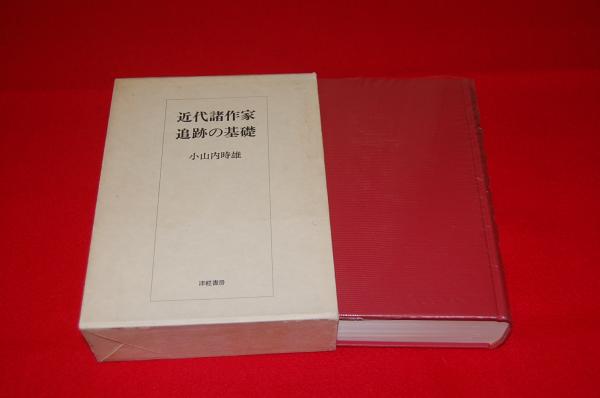 近代諸作家
追跡の基礎
小山内時雄
津軽書房